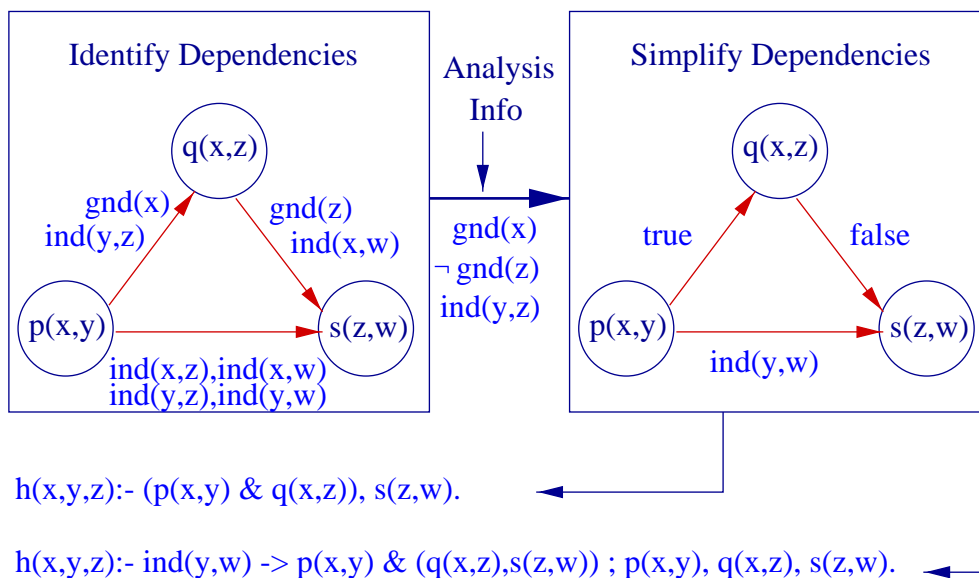 Identify Dependencies
q(x,z)
gnd(x)
ind(y,z)
gnd(z)
ind(x,w)
p(x,y)
s(z,w)
ind(x,z),ind(x,w)
ind(y,z),ind(y,w)
Analysis
Info
gnd(x)
¬ gnd(z)
ind(y,z)
Simplify Dependencies
q(x,z)
true
false
p(x,y)
s(z,w)
ind(y,w)
h(x,y,z):- (p(x,y) & q(x,z)), s(z,w).
h(x,y,z):- ind(y,w) -> p(x,y) & (q(x,z),s(z,w)) ; p(x,y), q(x,z), s(z,w).